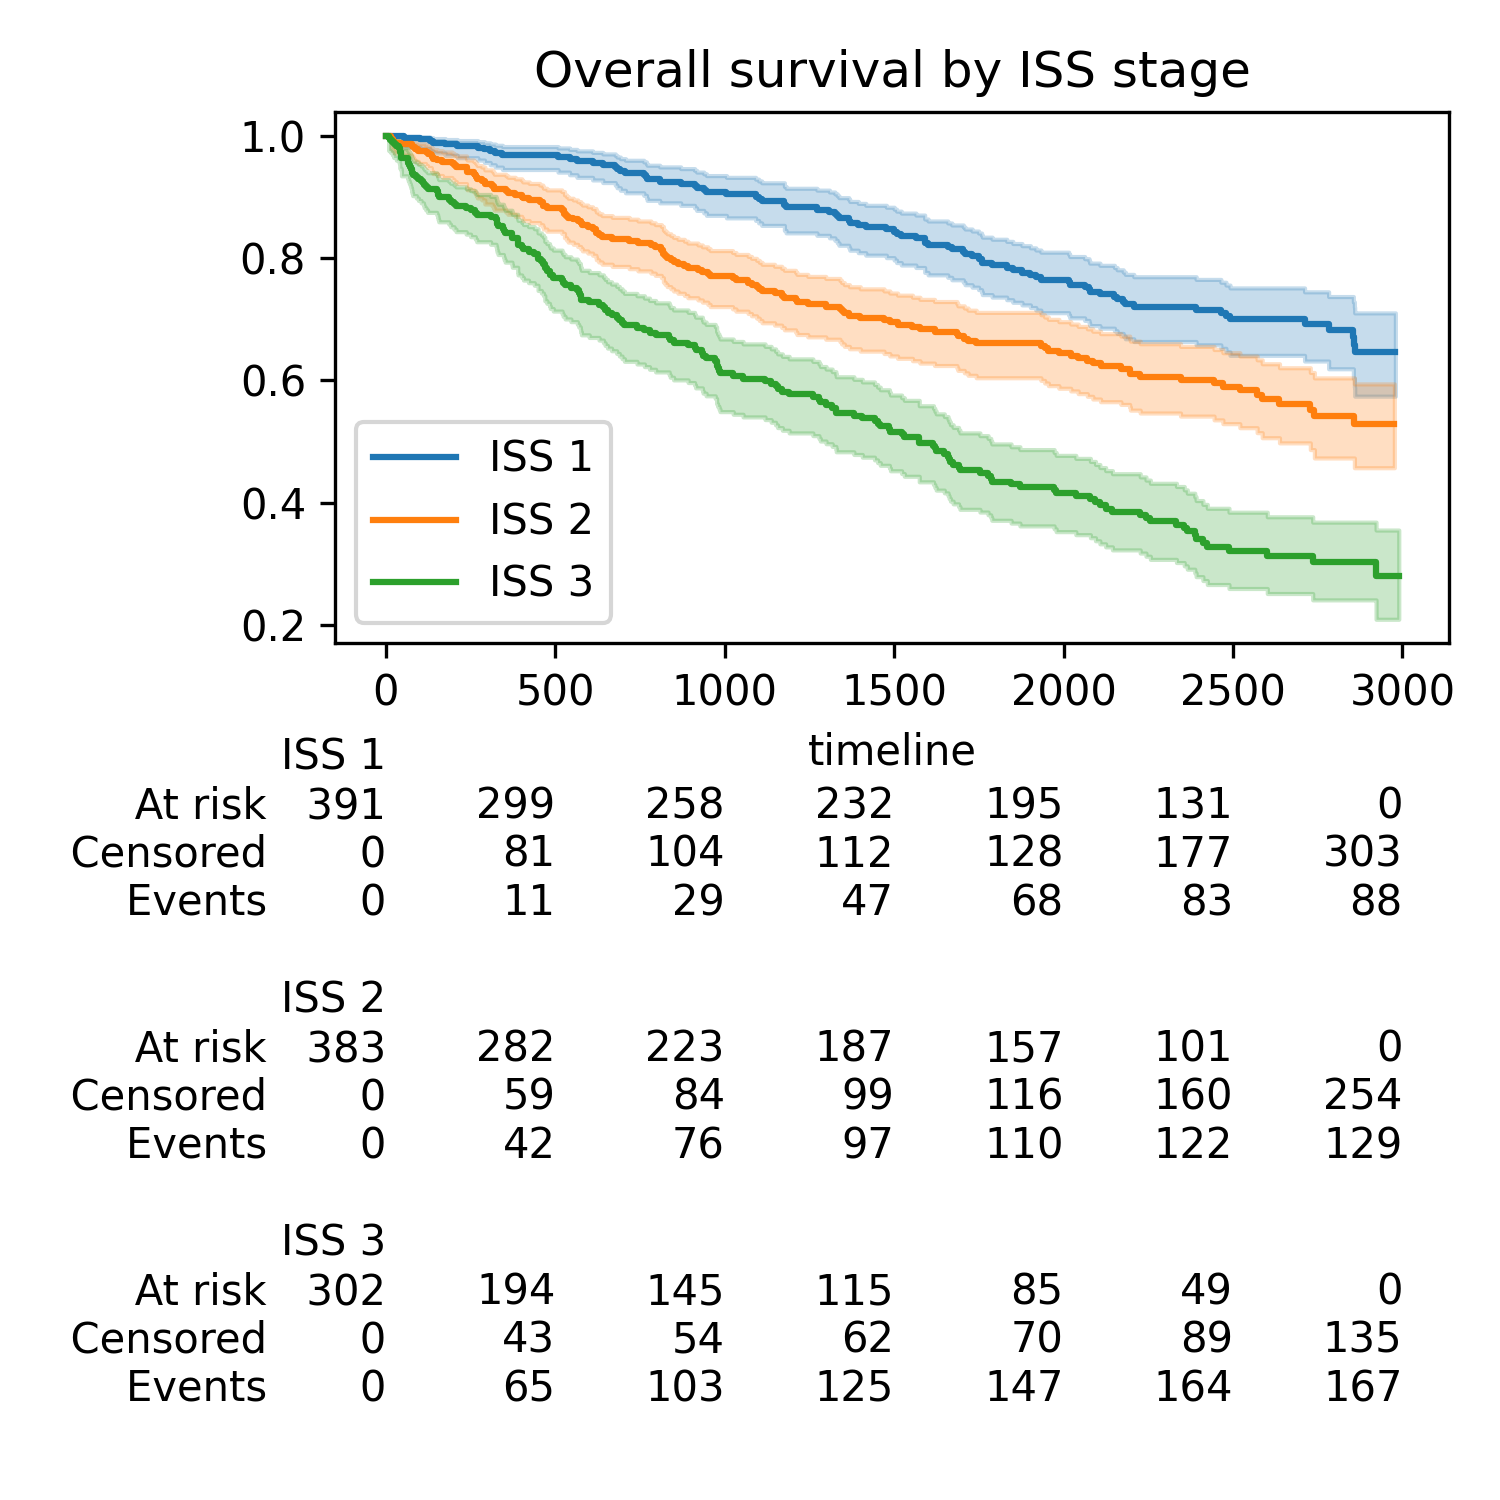 Overall survival by ISS stage
1.0
0.8
0.6
0.4
0.2
ISS 1
ISS 2
ISS 3
0 500 1000 1500 2000 2500 3000
timeline
ISS 1
At risk 391 299 258 232 195 131 0
Censored 0 81 104 112 128 177 303
Events 0 11 29 47 68 83 88
ISS 2
At risk 383 282 223 187 157 101 0
Censored 0 59 84 99 116 160 254
Events 0 42 76 97 110 122 129
ISS 3
At risk 302 194 145 115 85 49 0
Censored 0 43 54 62 70 89 135
Events 0 65 103 125 147 164 167